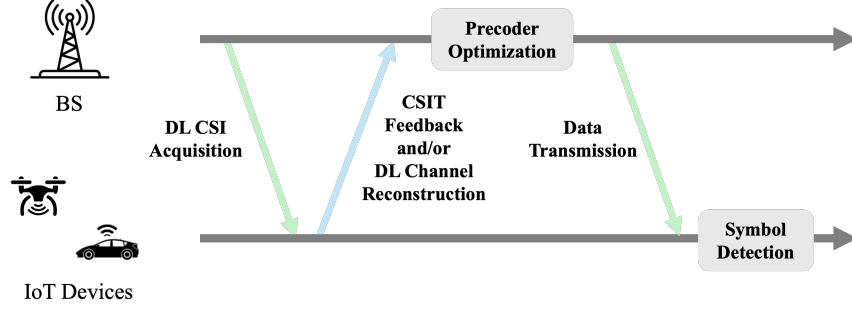 Precoder
Optimization
BS
DL CSI
Acquisition
CSIT
Feedback
and/or
DL Channel
Reconstruction
Data
Transmission
Symbol
Detection
IoT Devices